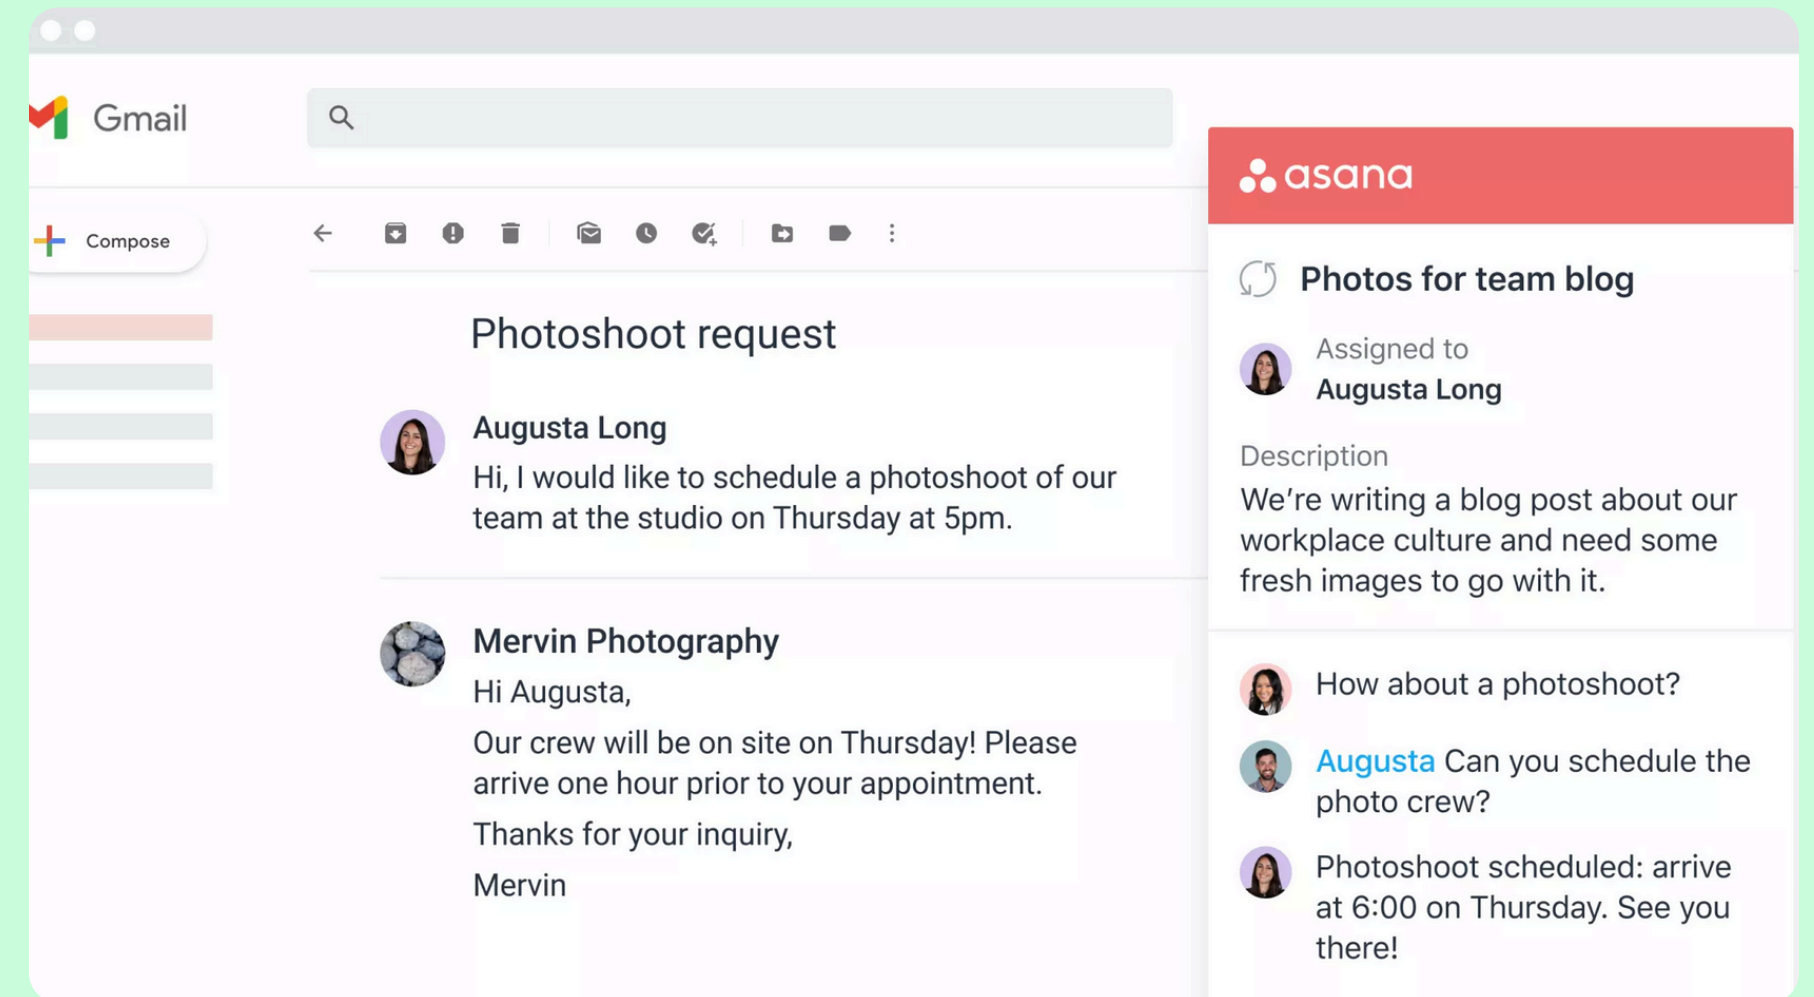 Gmail
Compose
Photoshoot request
Augusta Long
Hi, I would like to schedule a photoshoot of our
team at the studio on Thursday at 5pm.
Mervin Photography
Hi Augusta,
Our crew will be on site on Thursday! Please
arrive one hour prior to your appointment.
Thanks for your inquiry,
Mervin
asana
Photos for team blog
Assigned to
Augusta Long
Description
We’re writing a blog post about our
workplace culture and need some
fresh images to go with it.
How about a photoshoot?
Augusta Can you schedule the
photo crew?
Photoshoot scheduled: arrive
at 6:00 on Thursday. See you
there!